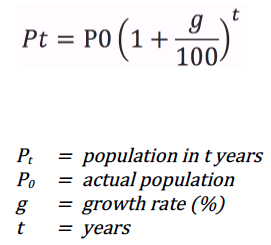 Pt = P0 (1 + g/100)^t
Pₜ = population in t years
P₀ = actual population
g = growth rate (%)
t = years